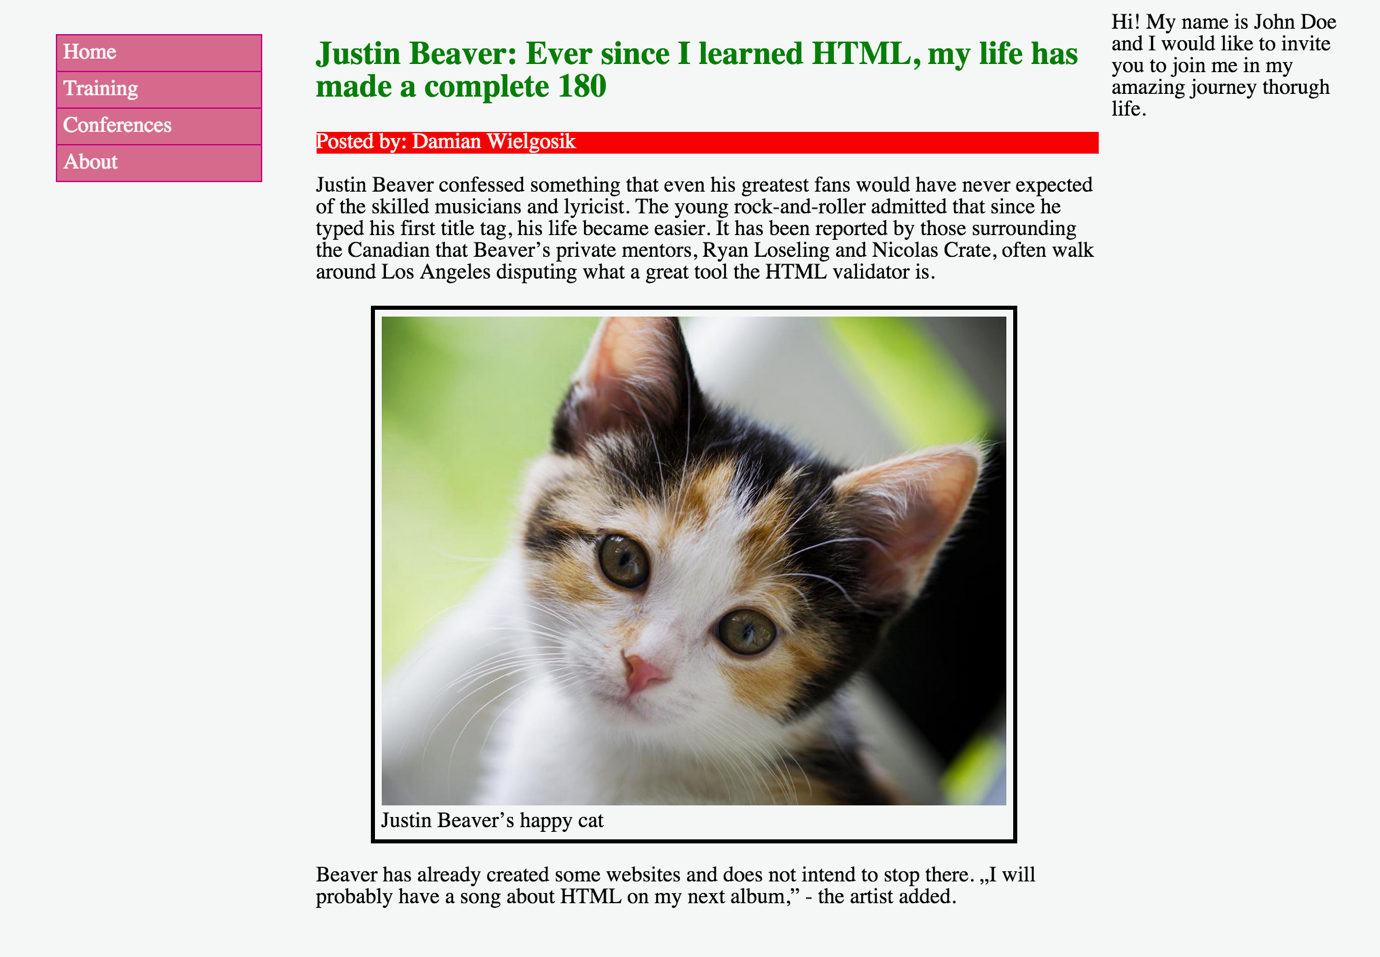 Home
Training
Conferences
About
Justin Beaver: Ever since I learned HTML, my life has
made a complete 180
Posted by: Damian Wielgosik
Justin Beaver confessed something that even his greatest fans would have never expected
of the skilled musicians and lyricist. The young rock-and-roller admitted that since he
typed his first title tag, his life became easier. It has been reported by those surrounding
the Canadian that Beaver’s private mentors, Ryan Loseling and Nicolas Crate, often walk
around Los Angeles disputing what a great tool the HTML validator is.
Justin Beaver’s happy cat
Beaver has already created some websites and does not intend to stop there. „I will
probably have a song about HTML on my next album,” - the artist added.
Hi! My name is John Doe
and I would like to invite
you to join me in my
amazing journey thorugh
life.